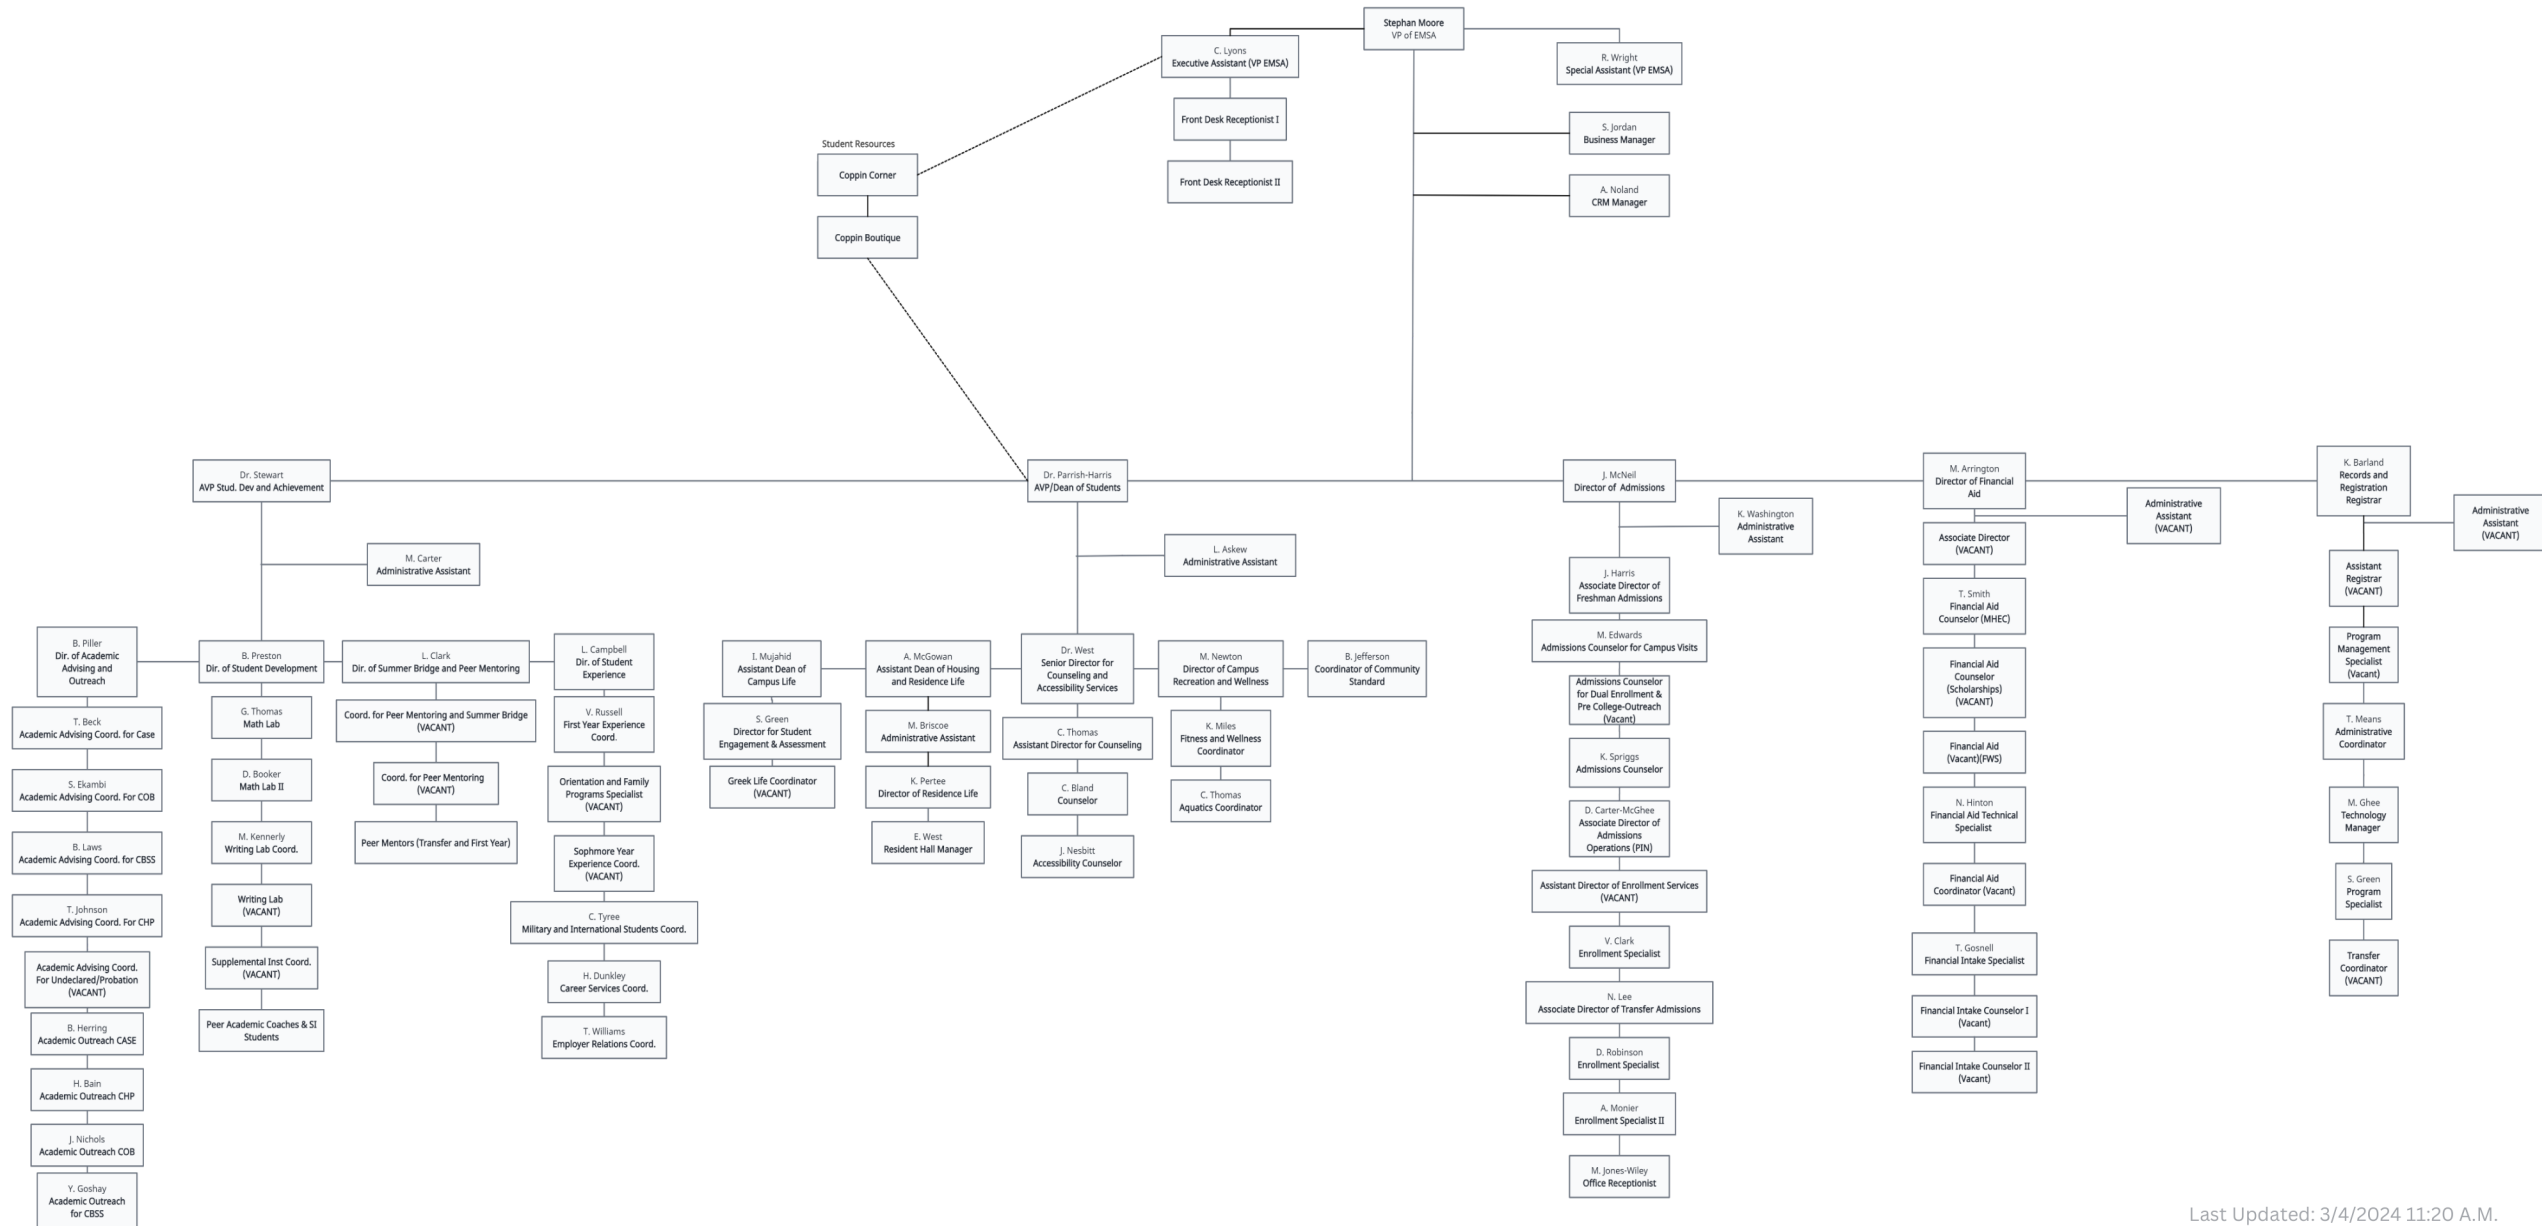 Stephan Moore
VP of EMSA
C. Lyons
Executive Assistant (VP EMSA)
R. Wright
Special Assistant (VP EMSA)
Front Desk Receptionist I
S. Jordan
Business Manager
Student Resources
Coppin Corner
Front Desk Receptionist II
A. Noland
CRM Manager
Coppin Boutique
Dr. Stewart
AVP Stud. Dev and Achievement
Dr. Parrish-Harris
AVP/Dean of Students
J. McNeil
Director of Admissions
M. Arrington
Director of Financial
Aid
K. Barland
Records and
Registration
Registrar
M. Carter
Administrative Assistant
L. Askew
Administrative Assistant
K. Washington
Administrative
Assistant
Administrative
Assistant
(VACANT)
Administrative
Assistant
(VACANT)
B. Piller
Dir. of Academic
Advising and
Outreach
T. Beck
Academic Advising Coord. for Case
S. Ekambi
Academic Advising Coord. For COB
B. Laws
Academic Advising Coord. for CBSS
T. Johnson
Academic Advising Coord. For CHP
Academic Advising Coord.
For Undeclared/Probation
(VACANT)
B. Herring
Academic Outreach CASE
H. Bain
Academic Outreach CHP
J. Nichols
Academic Outreach COB
Y. Goshay
Academic Outreach
for CBSS
B. Preston
Dir. of Student Development
G. Thomas
Math Lab
D. Booker
Math Lab II
M. Kennerly
Writing Lab Coord.
Writing Lab
(VACANT)
Supplemental Inst Coord.
(VACANT)
Peer Academic Coaches & SI
Students
L. Clark
Dir. of Summer Bridge and Peer Mentoring
Coord. for Peer Mentoring and Summer Bridge
(VACANT)
Coord. for Peer Mentoring
(VACANT)
Peer Mentors (Transfer and First Year)
L. Campbell
Dir. of Student
Experience
V. Russell
First Year Experience
Coord.
Orientation and Family
Programs Specialist
(VACANT)
Sophmore Year
Experience Coord.
(VACANT)
C. Tyree
Military and International Students Coord.
H. Dunkley
Career Services Coord.
T. Williams
Employer Relations Coord.
I. Mujahid
Assistant Dean of
Campus Life
S. Green
Director for Student
Engagement & Assessment
Greek Life Coordinator
(VACANT)
A. McGowan
Assistant Dean of Housing
and Residence Life
M. Briscoe
Administrative Assistant
K. Pertee
Director of Residence Life
E. West
Resident Hall Manager
Dr. West
Senior Director for
Counseling and
Accessibility Services
C. Thomas
Assistant Director for Counseling
C. Bland
Counselor
J. Nesbitt
Accessibility Counselor
M. Newton
Director of Campus
Recreation and Wellness
K. Miles
Fitness and Wellness
Coordinator
C. Thomas
Aquatics Coordinator
B. Jefferson
Coordinator of Community
Standard
J. Harris
Associate Director of
Freshman Admissions
M. Edwards
Admissions Counselor for Campus Visits
Admissions Counselor
for Dual Enrollment &
Pre College-Outreach
(Vacant)
K. Spriggs
Admissions Counselor
D. Carter-McGhee
Associate Director of
Admissions
Operations (PIN)
Assistant Director of Enrollment Services
(VACANT)
V. Clark
Enrollment Specialist
N. Lee
Associate Director of Transfer Admissions
D. Robinson
Enrollment Specialist
A. Monier
Enrollment Specialist II
M. Jones-Wiley
Office Receptionist
Associate Director
(VACANT)
T. Smith
Financial Aid
Counselor (MHEC)
Financial Aid
Counselor
(Scholarships)
(VACANT)
Financial Aid
(Vacant)(FWS)
N. Hinton
Financial Aid Technical
Specialist
Financial Aid
Coordinator (Vacant)
T. Gosnell
Financial Intake Specialist
Financial Intake Counselor I
(Vacant)
Financial Intake Counselor II
(Vacant)
Assistant
Registrar
(VACANT)
Program
Management
Specialist
(Vacant)
T. Means
Administrative
Coordinator
M. Ghee
Technology
Manager
S. Green
Program
Specialist
Transfer
Coordinator
(VACANT)
Last Updated: 3/4/2024 11:20 A.M.